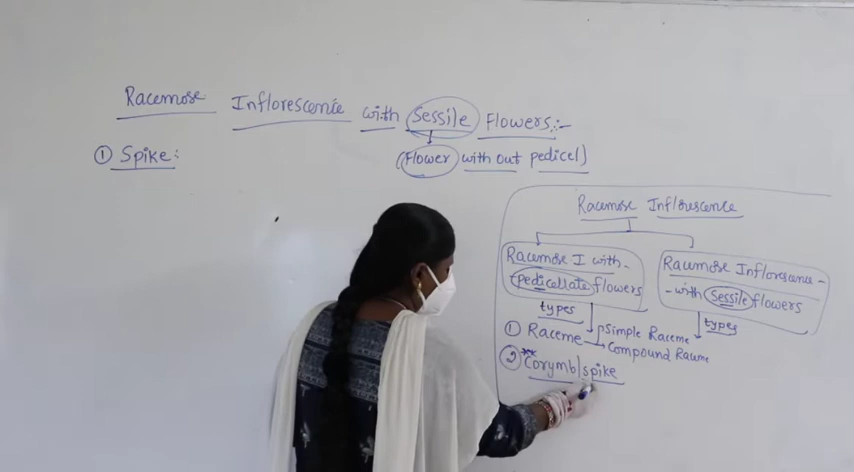 Racemose Inflorescence with Sessile Flowers:-
① Spike:
(Flower with out pedicel)
Racemose Inflorescence
Racemose I with-
pedicellate flowers
types
① Raceme
Simple Raceme
Compound Raceme
② ** Corymb|spike
Racemose Inflorescence-
-with Sessile flowers
types